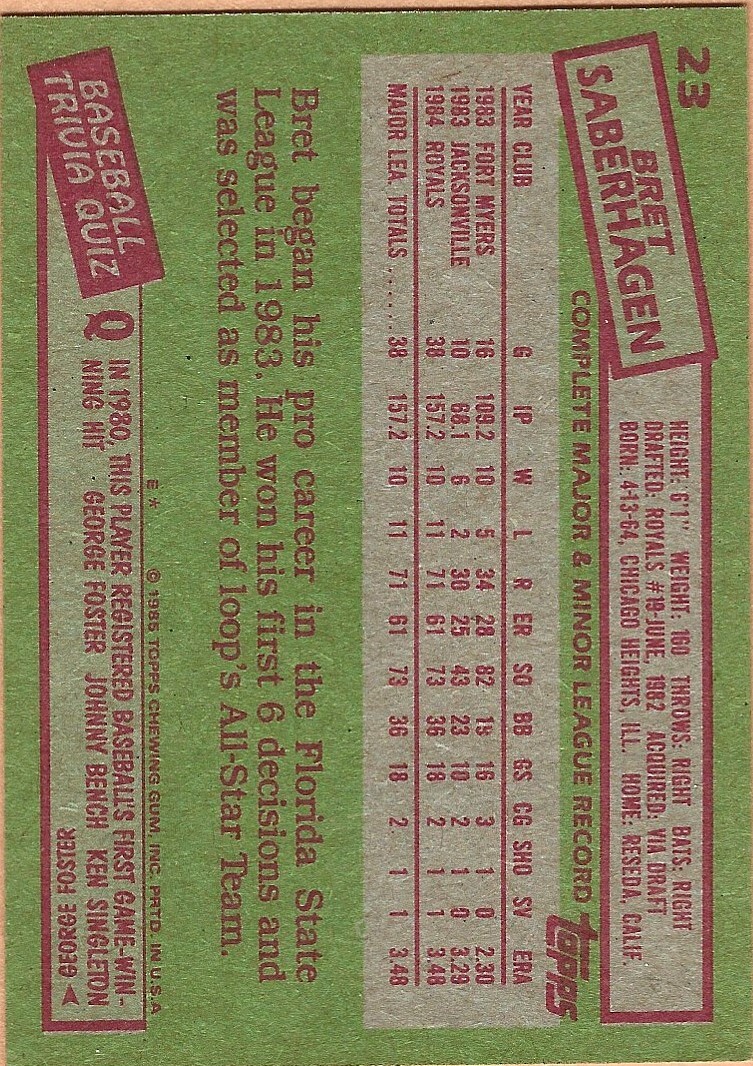 23
BRET
SABERHAGEN
HEIGHT: 6'1" WEIGHT: 160 THROWS: RIGHT BATS: RIGHT
DRAFTED: ROYALS #19-JUNE, 1982 ACQUIRED: VIA DRAFT
BORN: 4-13-64, CHICAGO HEIGHTS, ILL. HOME: RESEDA, CALIF.
COMPLETE MAJOR & MINOR LEAGUE RECORD topps
YEAR CLUB G IP W L R ER SO BB GS CG SHO SV ERA
1983 FORT MYERS 16 109.2 10 5 34 28 82 19 16 3 1 0 2.30
1983 JACKSONVILLE 10 68.1 6 2 30 25 43 23 10 2 1 0 3.29
1984 ROYALS 38 157.2 10 11 71 61 73 36 18 2 1 1 3.48
MAJOR LEA. TOTALS ...... 38 157.2 10 11 71 61 73 36 18 2 1 1 3.48
Bret began his pro career in the Florida State
League in 1983. He won his first 6 decisions and
was selected as member of loop's All-Star Team.
E * © 1985 TOPPS CHEWING GUM, INC. PRTD. IN U.S.A
BASEBALL
TRIVIA QUIZ
Q IN 1980, THIS PLAYER REGISTERED BASEBALL'S FIRST GAME-WIN-
NING HIT GEORGE FOSTER JOHNNY BENCH KEN SINGLETON
GEORGE FOSTER